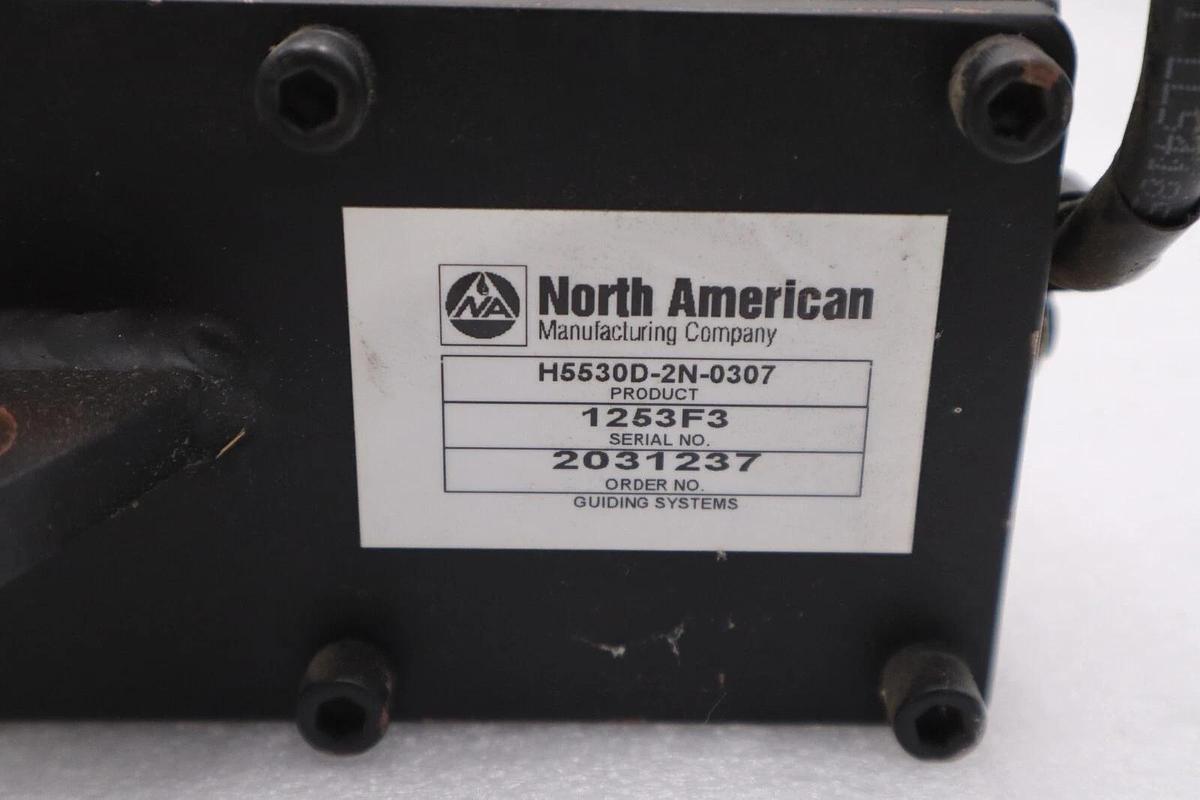 NA
North American
Manufacturing Company
H5530D-2N-0307
PRODUCT
1253F3
SERIAL NO.
2031237
ORDER NO.
GUIDING SYSTEMS